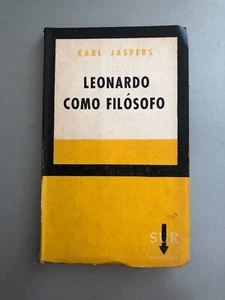 KARL JASPERS
LEONARDO
COMO FILÓSOFO
SUR